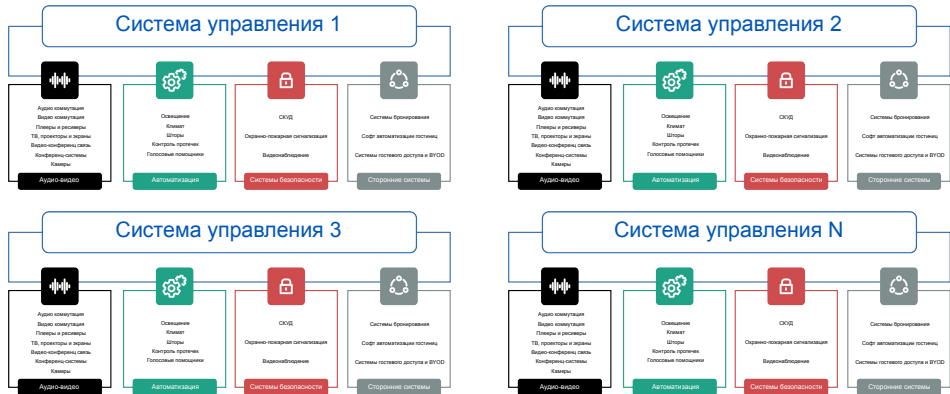 Система управления 1
Аудио коммутация
Видео коммутация
Плееры и ресиверы
ТВ, проекторы и экраны
Видео-конференц связь
Конференц-системы
Камеры
Аудио-видео
Освещение
Климат
Шторы
Контроль протечек
Голосовые помощники
Автоматизация
СКУД
Охранно-пожарная сигнализация
Видеонаблюдение
Системы безопасности
Системы бронирования
Софт автоматизации гостиниц
Системы гостевого доступа и BYOD
Сторонние системы
Система управления 2
Аудио коммутация
Видео коммутация
Плееры и ресиверы
ТВ, проекторы и экраны
Видео-конференц связь
Конференц-системы
Камеры
Аудио-видео
Освещение
Климат
Шторы
Контроль протечек
Голосовые помощники
Автоматизация
СКУД
Охранно-пожарная сигнализация
Видеонаблюдение
Системы безопасности
Системы бронирования
Софт автоматизации гостиниц
Системы гостевого доступа и BYOD
Сторонние системы
Система управления 3
Аудио коммутация
Видео коммутация
Плееры и ресиверы
ТВ, проекторы и экраны
Видео-конференц связь
Конференц-системы
Камеры
Аудио-видео
Освещение
Климат
Шторы
Контроль протечек
Голосовые помощники
Автоматизация
СКУД
Охранно-пожарная сигнализация
Видеонаблюдение
Системы безопасности
Системы бронирования
Софт автоматизации гостиниц
Системы гостевого доступа и BYOD
Сторонние системы
Система управления N
Аудио коммутация
Видео коммутация
Плееры и ресиверы
ТВ, проекторы и экраны
Видео-конференц связь
Конференц-системы
Камеры
Аудио-видео
Освещение
Климат
Шторы
Контроль протечек
Голосовые помощники
Автоматизация
СКУД
Охранно-пожарная сигнализация
Видеонаблюдение
Системы безопасности
Системы бронирования
Софт автоматизации гостиниц
Системы гостевого доступа и BYOD
Сторонние системы